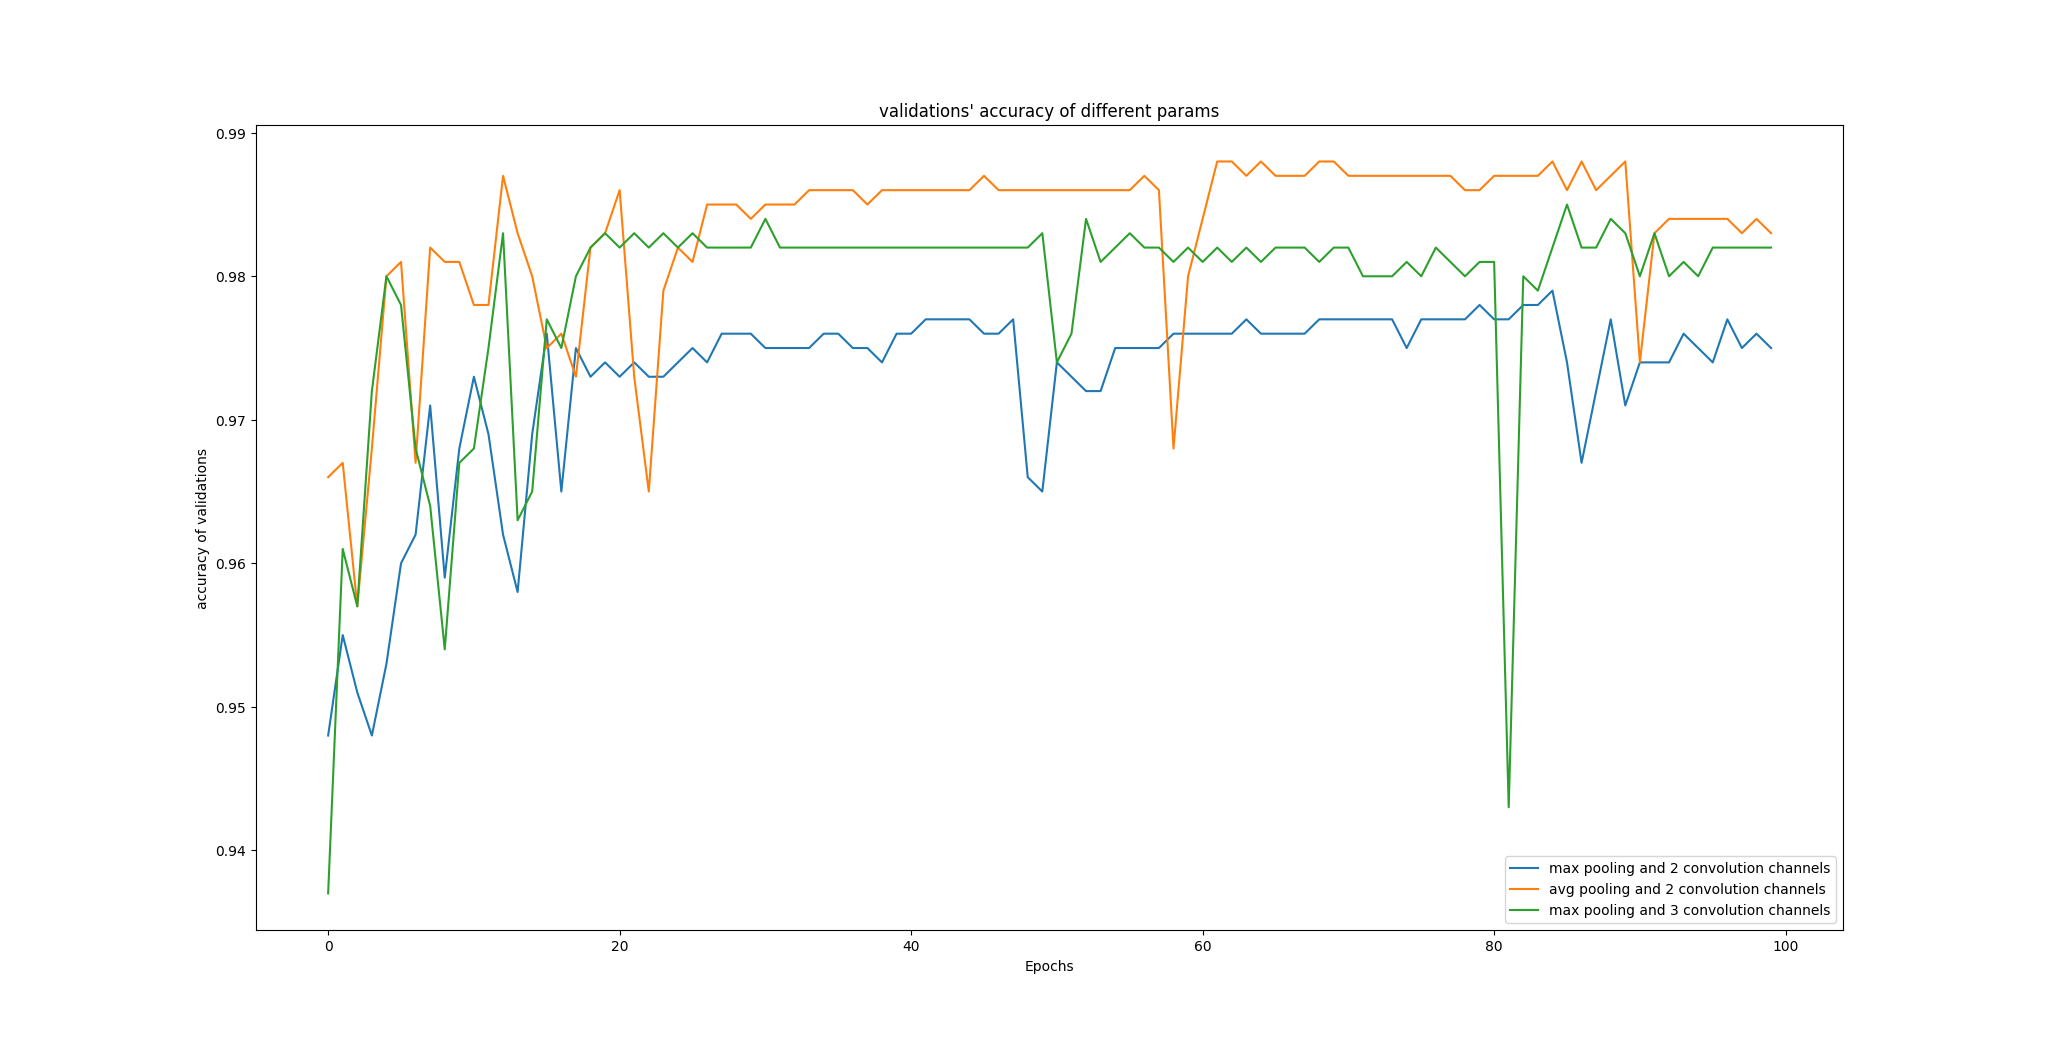 validations' accuracy of different params
0.99
0.98
0.97
0.96
0.95
0.94
accuracy of validations
0 20 40 60 80 100
Epochs
max pooling and 2 convolution channels
avg pooling and 2 convolution channels
max pooling and 3 convolution channels